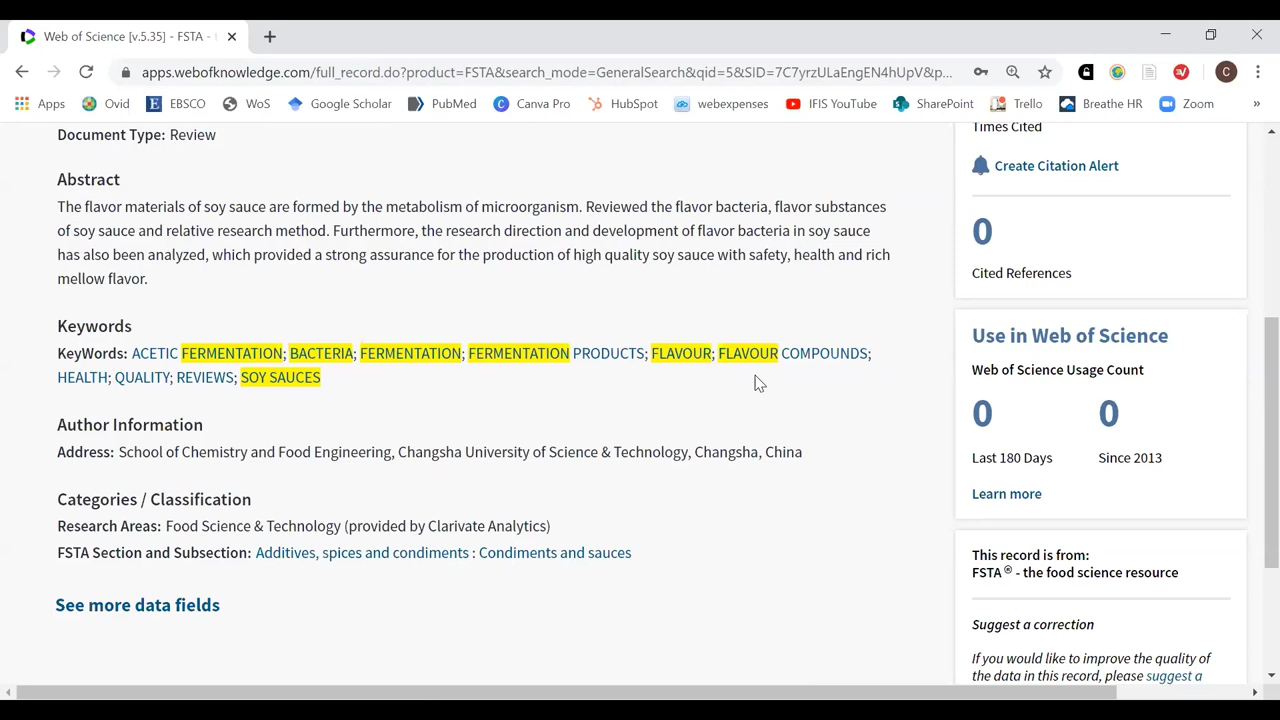 Web of Science [v.5.35] - FSTA -
apps.webofknowledge.com/full_record.do?product=FSTA&search_mode=GeneralSearch&qid=5&SID=7C7yrzULaEngEN4hUpV&p...
C
Apps Ovid EBSCO WoS Google Scholar PubMed Canva Pro HubSpot webexpenses IFIS YouTube SharePoint Trello Breathe HR Zoom »
Document Type: Review
Abstract
The flavor materials of soy sauce are formed by the metabolism of microorganism. Reviewed the flavor bacteria, flavor substances
of soy sauce and relative research method. Furthermore, the research direction and development of flavor bacteria in soy sauce
has also been analyzed, which provided a strong assurance for the production of high quality soy sauce with safety, health and rich
mellow flavor.
Keywords
KeyWords: ACETIC FERMENTATION; BACTERIA; FERMENTATION; FERMENTATION PRODUCTS; FLAVOUR; FLAVOUR COMPOUNDS;
HEALTH; QUALITY; REVIEWS; SOY SAUCES
Author Information
Address: School of Chemistry and Food Engineering, Changsha University of Science & Technology, Changsha, China
Categories / Classification
Research Areas: Food Science & Technology (provided by Clarivate Analytics)
FSTA Section and Subsection: Additives, spices and condiments : Condiments and sauces
See more data fields
Times Cited
Create Citation Alert
0
Cited References
Use in Web of Science
Web of Science Usage Count
0 0
Last 180 Days Since 2013
Learn more
This record is from:
FSTA ® - the food science resource
Suggest a correction
If you would like to improve the quality of
the data in this record, please suggest a